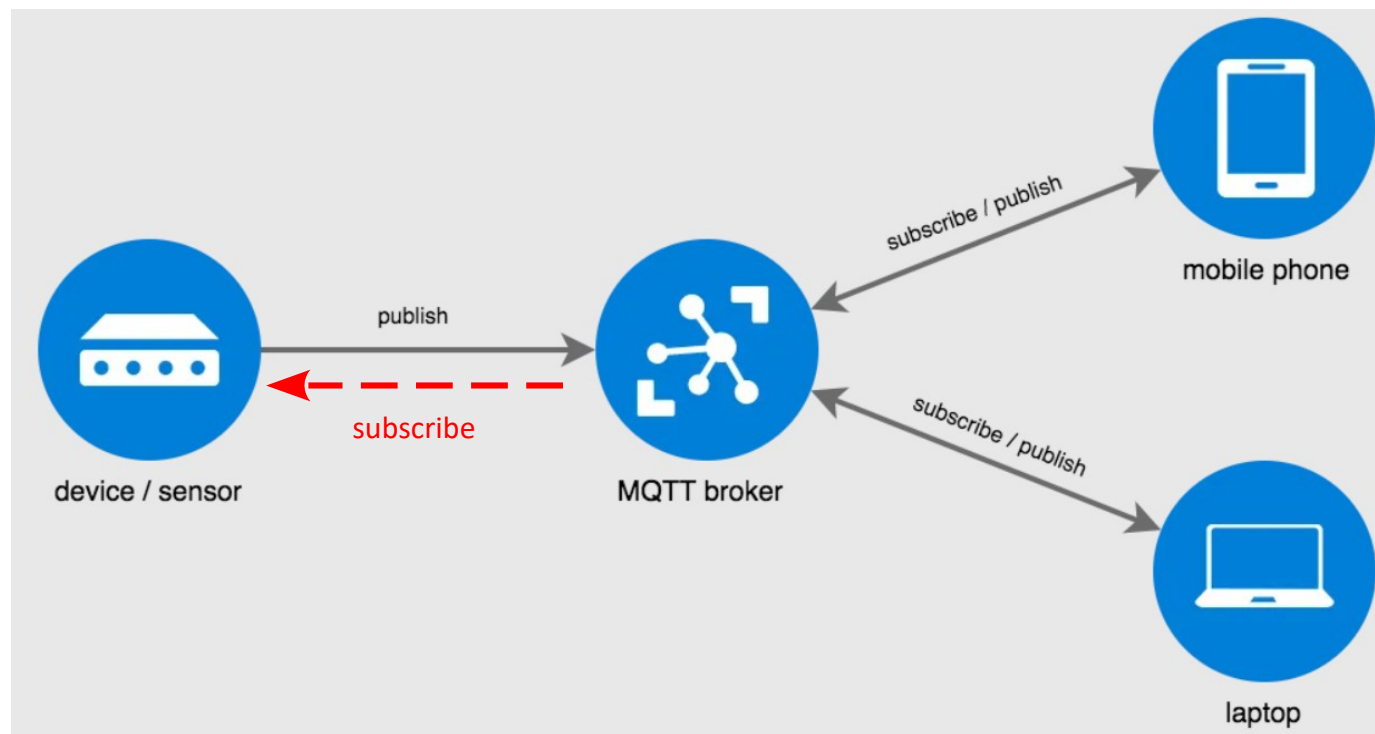 publish
subscribe
device / sensor
MQTT broker
subscribe / publish
mobile phone
subscribe / publish
laptop